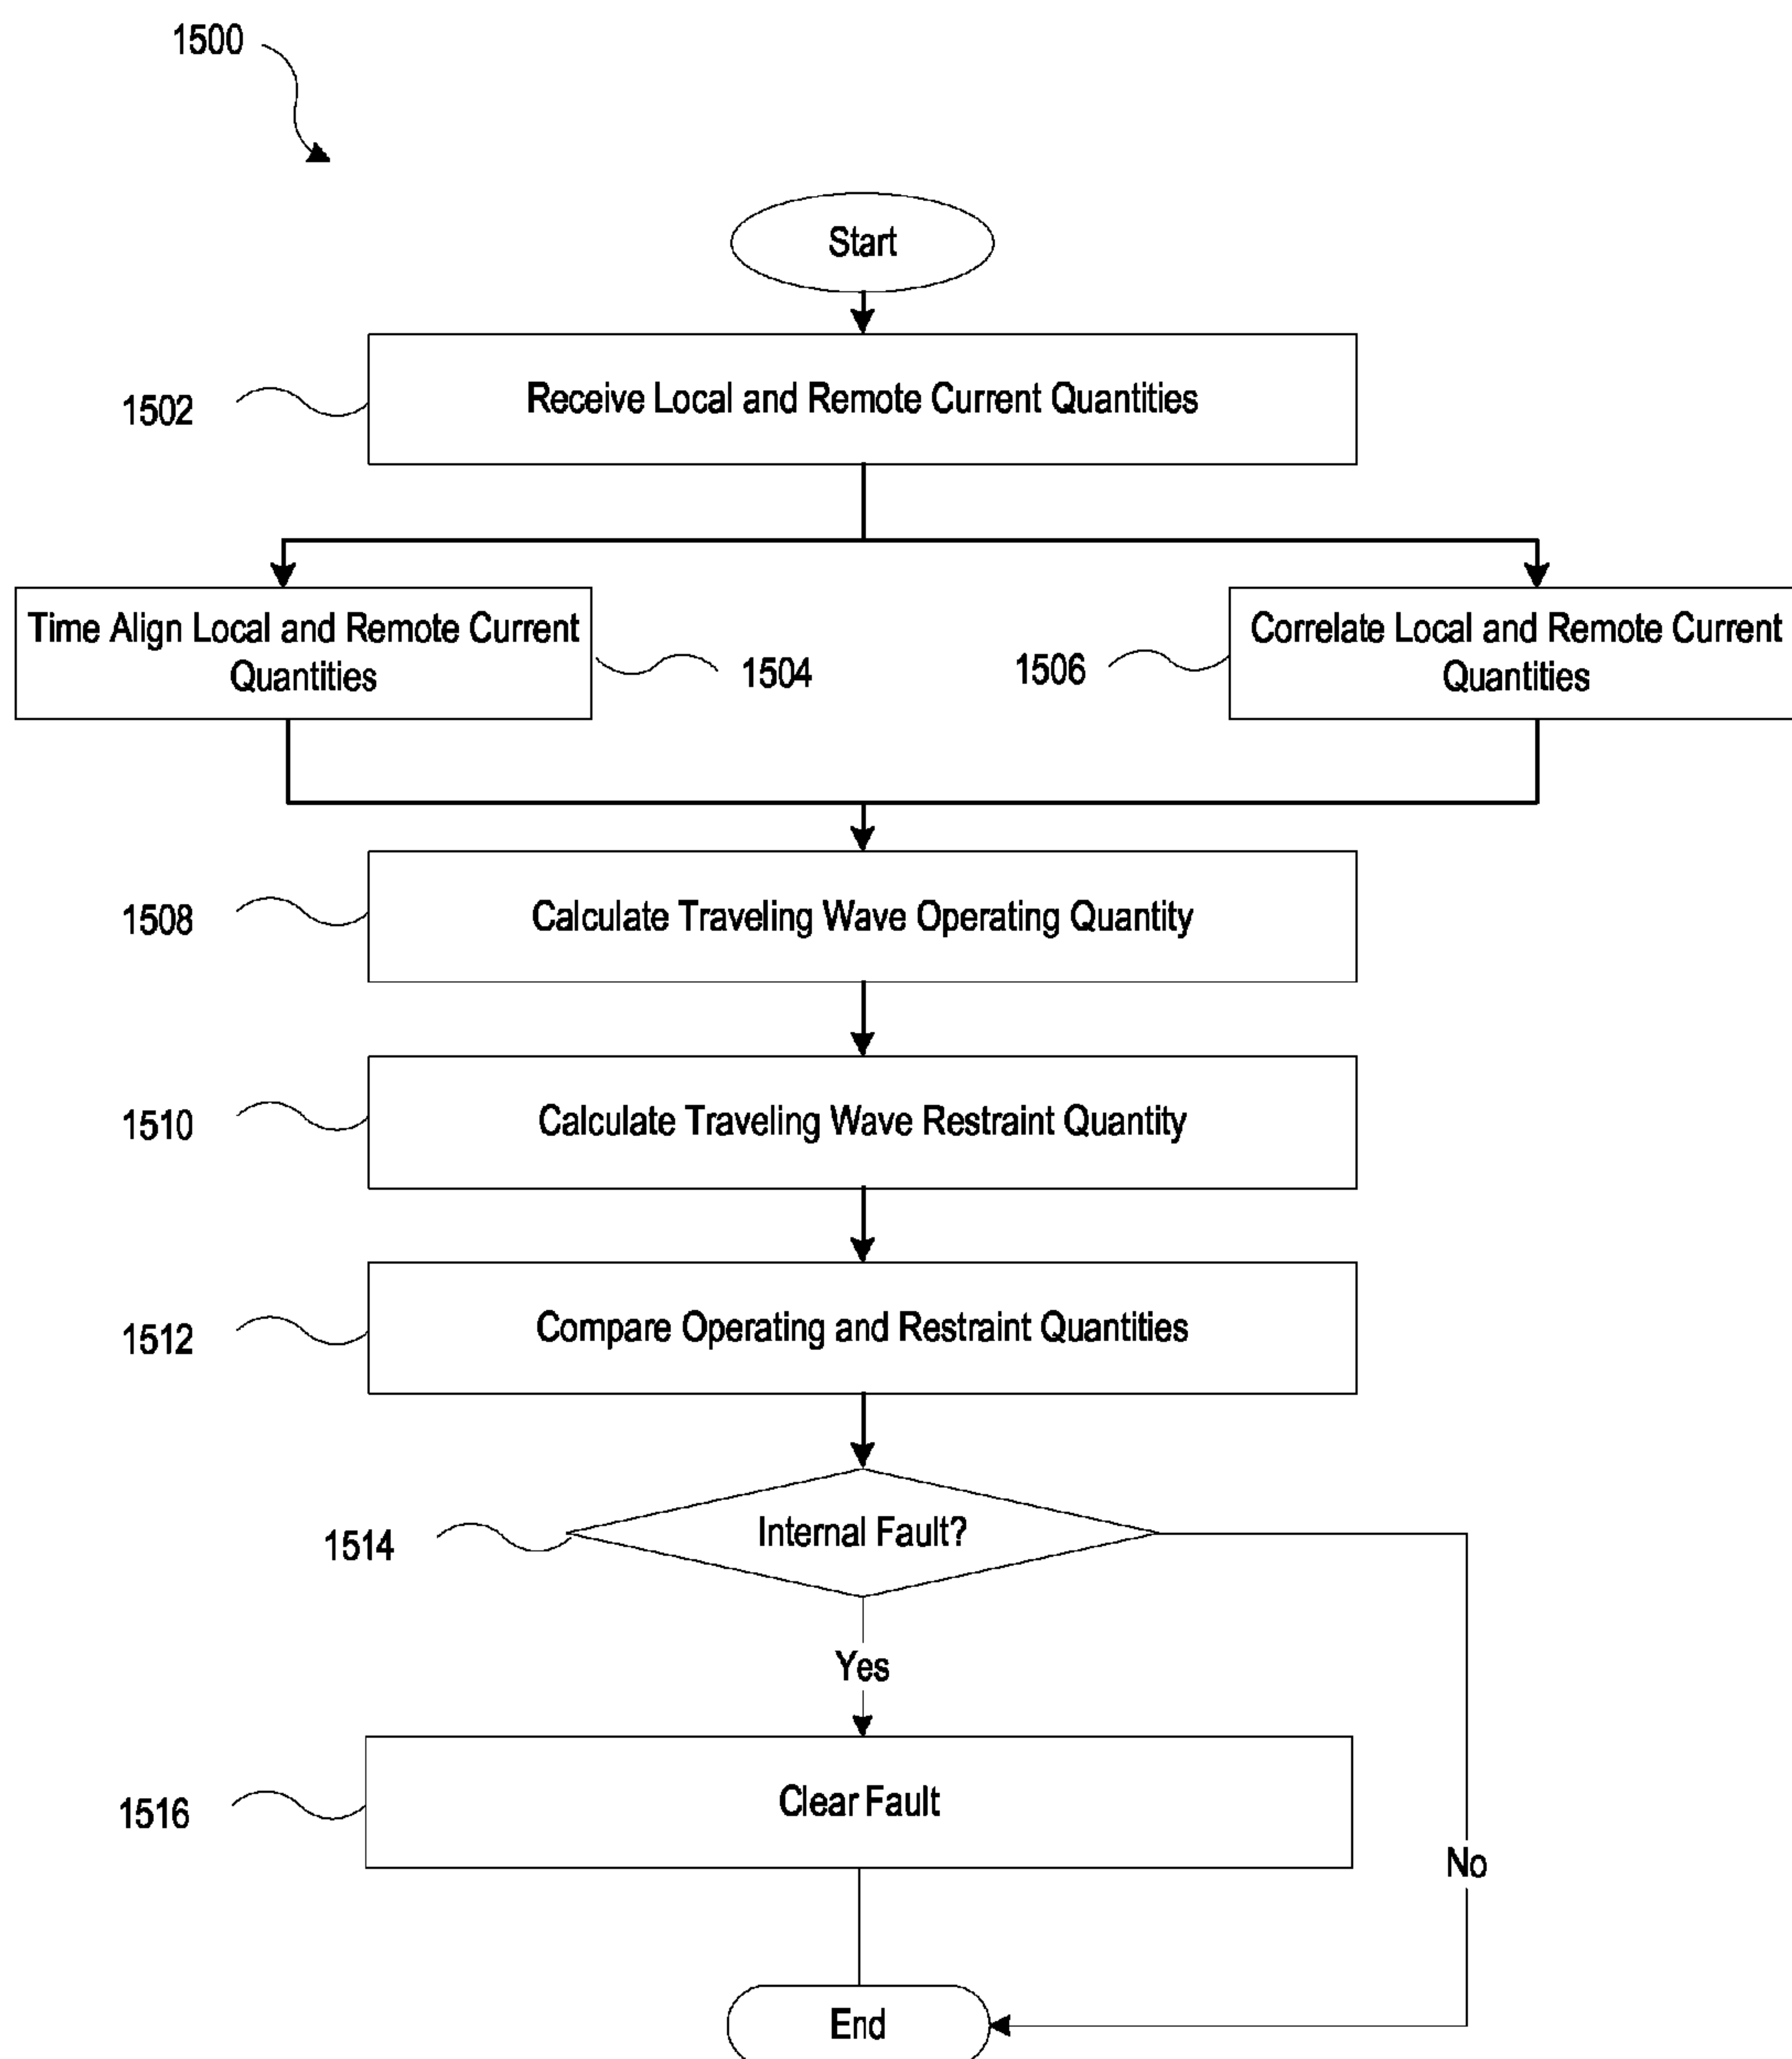 1500
Start
1502
Receive Local and Remote Current Quantities
Time Align Local and Remote Current
Quantities
1504
1506
Correlate Local and Remote Current
Quantities
1508
Calculate Traveling Wave Operating Quantity
1510
Calculate Traveling Wave Restraint Quantity
1512
Compare Operating and Restraint Quantities
1514
Internal Fault?
Yes
1516
Clear Fault
No
End